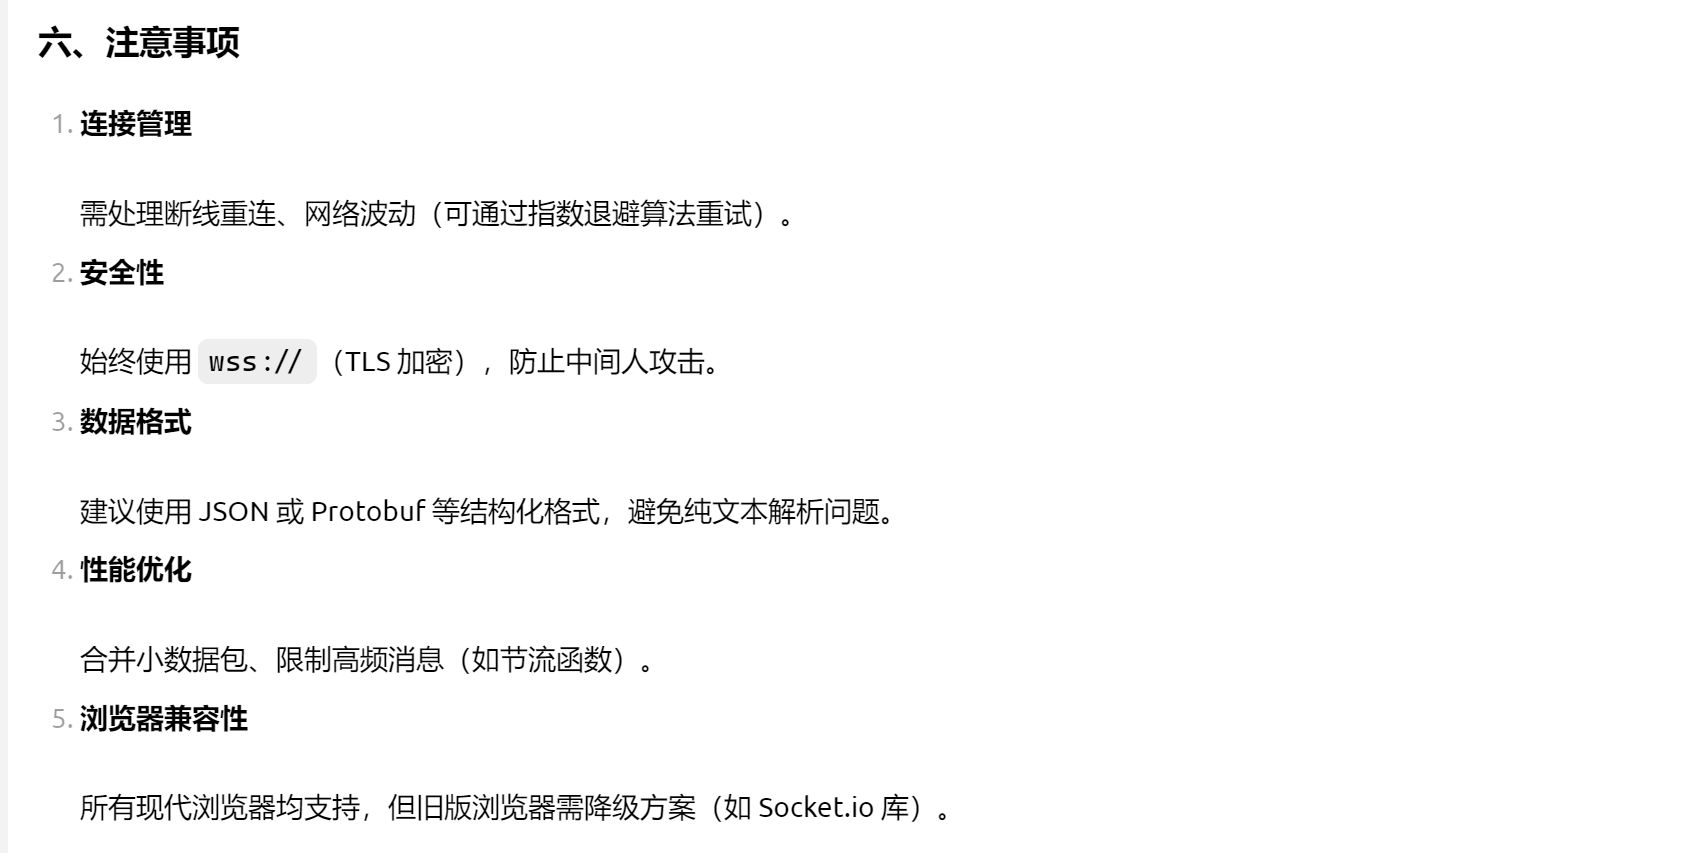 六、注意事项
1. 连接管理
需处理断线重连、网络波动（可通过指数退避算法重试）。
2. 安全性
始终使用 wss://（TLS 加密），防止中间人攻击。
3. 数据格式
建议使用 JSON 或 Protobuf 等结构化格式，避免纯文本解析问题。
4. 性能优化
合并小数据包、限制高频消息（如节流函数）。
5. 浏览器兼容性
所有现代浏览器均支持，但旧版浏览器需降级方案（如 Socket.io 库）。